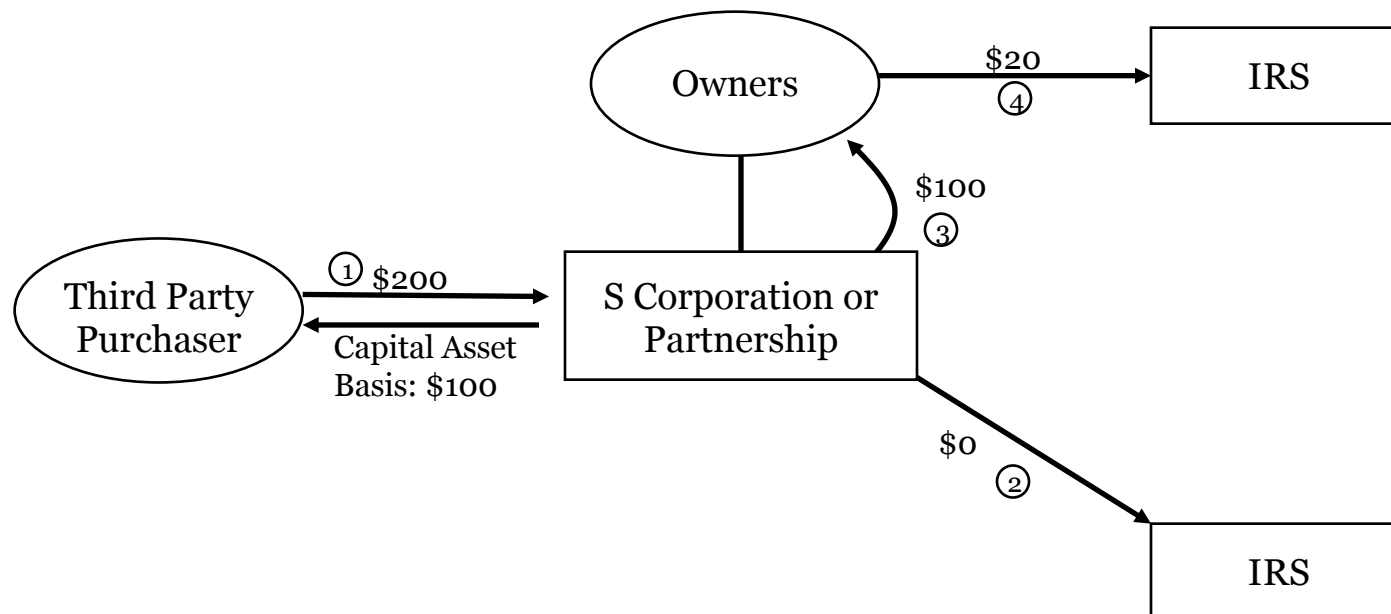 Owners
$20
④
IRS
$100
③
① $200
Third Party
Purchaser
Capital Asset
Basis: $100
S Corporation or
Partnership
$0
②
IRS